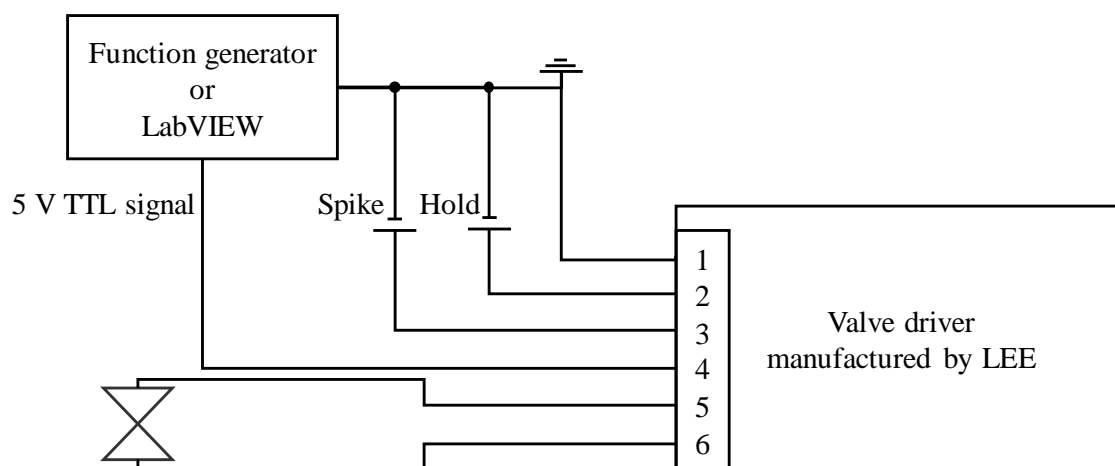 Function generator
or
LabVIEW
5 V TTL signal
Spike
Hold
1
2
3
4
5
6
Valve driver
manufactured by LEE